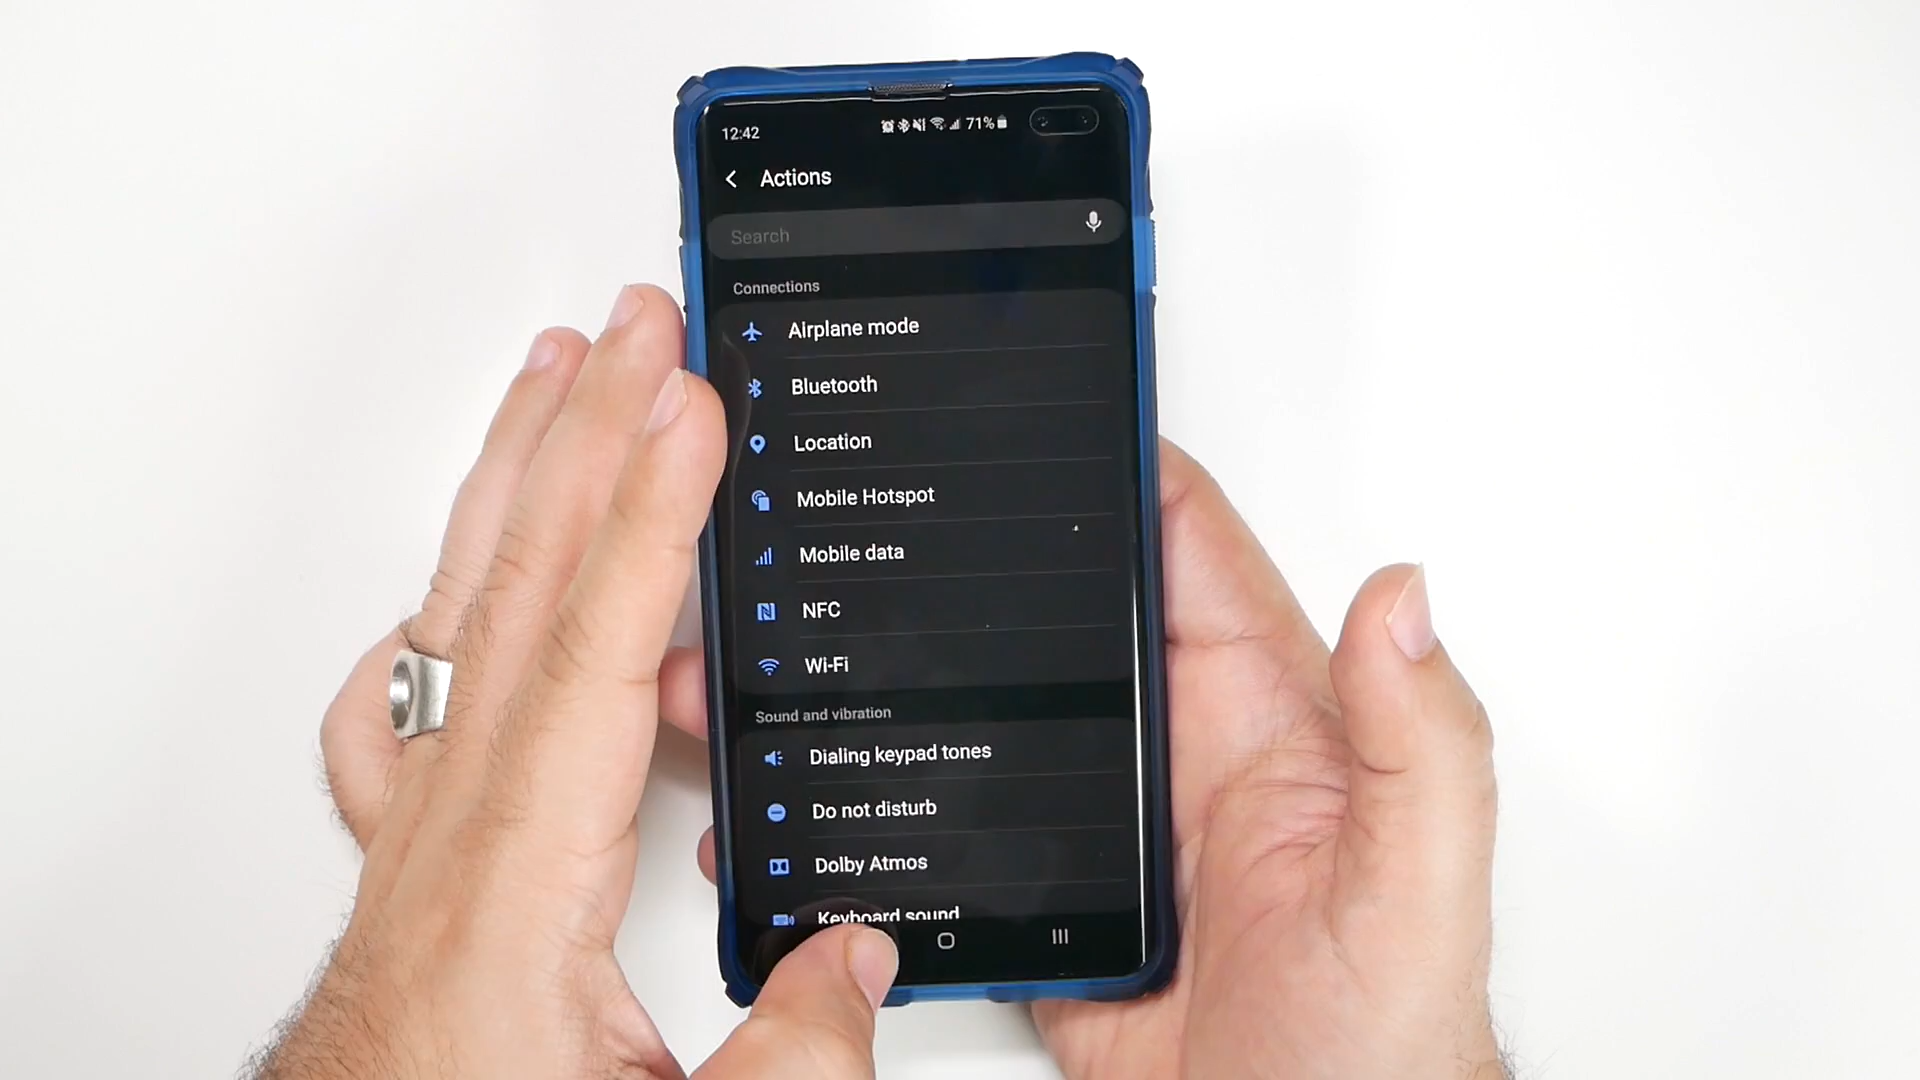 12:42 71%
Actions
Search
Connections
Airplane mode
Bluetooth
Location
Mobile Hotspot
Mobile data
NFC
Wi-Fi
Sound and vibration
Dialing keypad tones
Do not disturb
Dolby Atmos
Keyboard sound